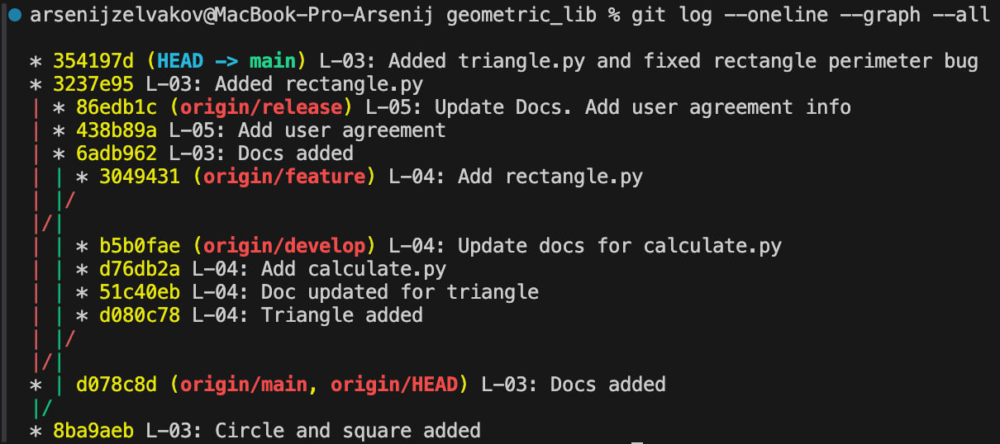 arsenijzelvakov@MacBook-Pro-Arsenij geometric_lib % git log --oneline --graph --all
* 354197d (HEAD -> main) L-03: Added triangle.py and fixed rectangle perimeter bug
* 3237e95 L-03: Added rectangle.py
| * 86edb1c (origin/release) L-05: Update Docs. Add user agreement info
| * 438b89a L-05: Add user agreement
| * 6adb962 L-03: Docs added
| | * 3049431 (origin/feature) L-04: Add rectangle.py
| |/
|/|
| | * b5b0fae (origin/develop) L-04: Update docs for calculate.py
| | * d76db2a L-04: Add calculate.py
| | * 51c40eb L-04: Doc updated for triangle
| | * d080c78 L-04: Triangle added
| |/
|/|
* | d078c8d (origin/main, origin/HEAD) L-03: Docs added
|/
* 8ba9aeb L-03: Circle and square added